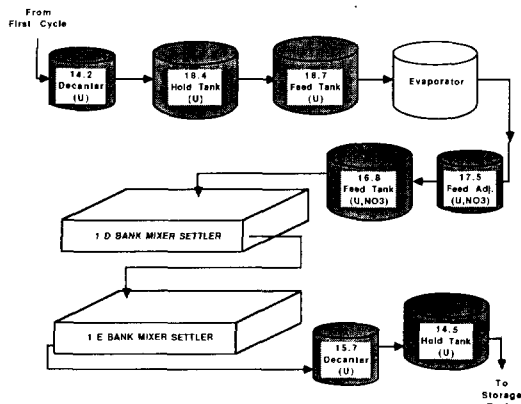 From
First Cycle
14.2
Decanter
(U)
18.4
Hold Tank
(U)
18.7
Feed Tank
(U)
Evaporator
16.8
Feed Tank
(U,NO3)
17.5
Feed Adj.
(U,NO3)
1 D BANK MIXER SETTLER
1 E BANK MIXER SETTLER
15.7
Decanter
(U)
14.5
Hold Tank
(U)
To
Storage